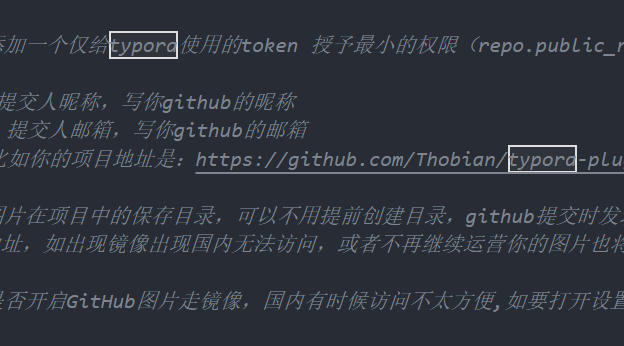 添加一个仅给typora使用的token 授予最小的权限（repo.public_r
提交人昵称，写你github的昵称
提交人邮箱，写你github的邮箱
比如你的项目地址是：https://github.com/Thobian/typora-plu
图片在项目中的保存目录，可以不用提前创建目录，github提交时发
址，如出现镜像出现国内无法访问，或者不再继续运营你的图片也将
是否开启GitHub图片走镜像，国内有时候访问不太方便,如要打开设置